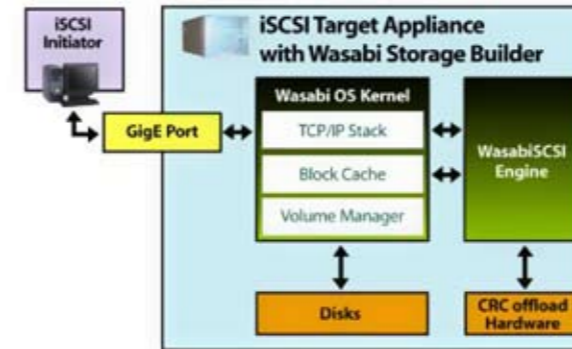 iSCSI
Initiator
iSCSI Target Appliance
with Wasabi Storage Builder
Wasabi OS Kernel
TCP/IP Stack
Block Cache
Volume Manager
GigE Port
WasabiSCSI
Engine
Disks
CRC offload
Hardware